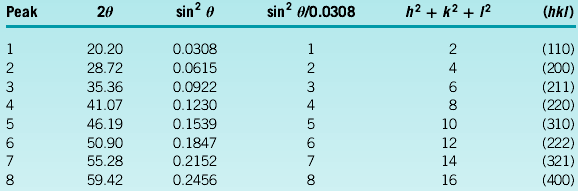 Peak 2θ sin² θ sin² θ/0.0308 h² + k² + l² (hkl)
1 20.20 0.0308 1 2 (110)
2 28.72 0.0615 2 4 (200)
3 35.36 0.0922 3 6 (211)
4 41.07 0.1230 4 8 (220)
5 46.19 0.1539 5 10 (310)
6 50.90 0.1847 6 12 (222)
7 55.28 0.2152 7 14 (321)
8 59.42 0.2456 8 16 (400)